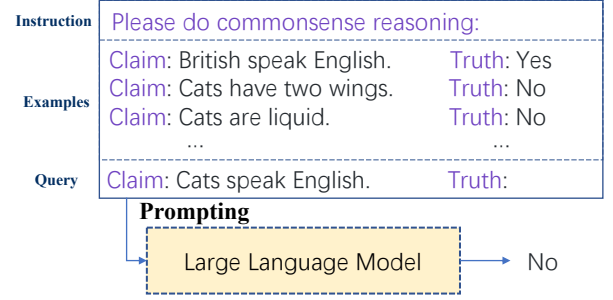 Instruction Please do commonsense reasoning:
Claim: British speak English. Truth: Yes
Claim: Cats have two wings. Truth: No
Examples
Claim: Cats are liquid. Truth: No
... ...
Query Claim: Cats speak English. Truth:
Prompting
Large Language Model No